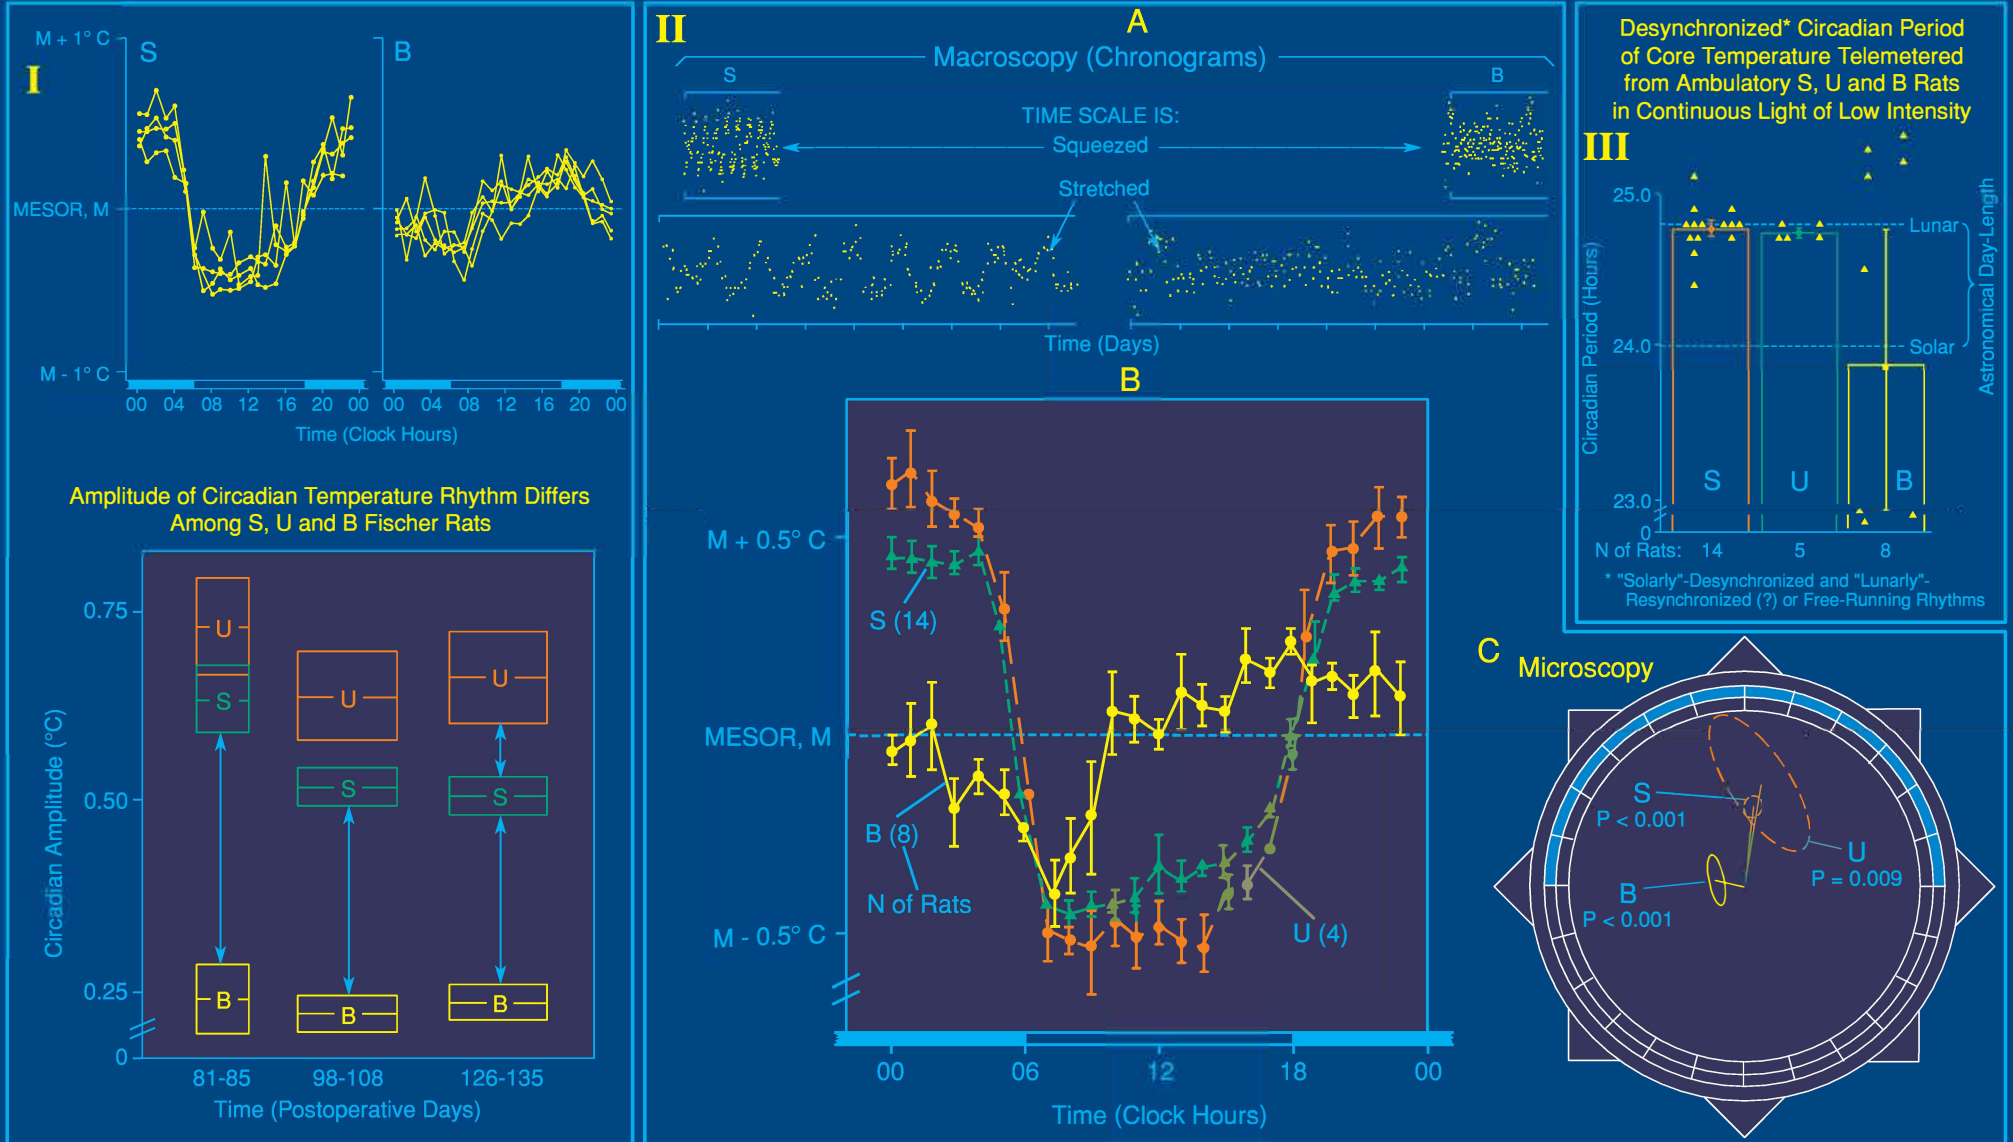 I
M + 1° C
S
B
MESOR, M
M - 1° C
00 04 08 12 16 20 00
00 04 08 12 16 20 00
Time (Clock Hours)
Amplitude of Circadian Temperature Rhythm Differs
Among S, U and B Fischer Rats
Circadian Amplitude (°C)
0.75
0.50
0.25
0
U
S
B
U
S
B
U
S
B
81-85 98-108 126-135
Time (Postoperative Days)
II
A
Macroscopy (Chronograms)
S
B
TIME SCALE IS:
Squeezed
Stretched
Time (Days)
B
M + 0.5° C
MESOR, M
M - 0.5° C
S (14)
B (8)
N of Rats
U (4)
00 06 12 18 00
Time (Clock Hours)
Desynchronized* Circadian Period
of Core Temperature Telemetered
from Ambulatory S, U and B Rats
in Continuous Light of Low Intensity
III
Circadian Period (Hours)
25.0
24.0
23.0
0
Lunar
Solar
Astronomical Day-Length
S U B
N of Rats: 14 5 8
* "Solarly"-Desynchronized and "Lunarly"-
Resynchronized (?) or Free-Running Rhythms
C Microscopy
S
P < 0.001
U
P = 0.009
B
P < 0.001